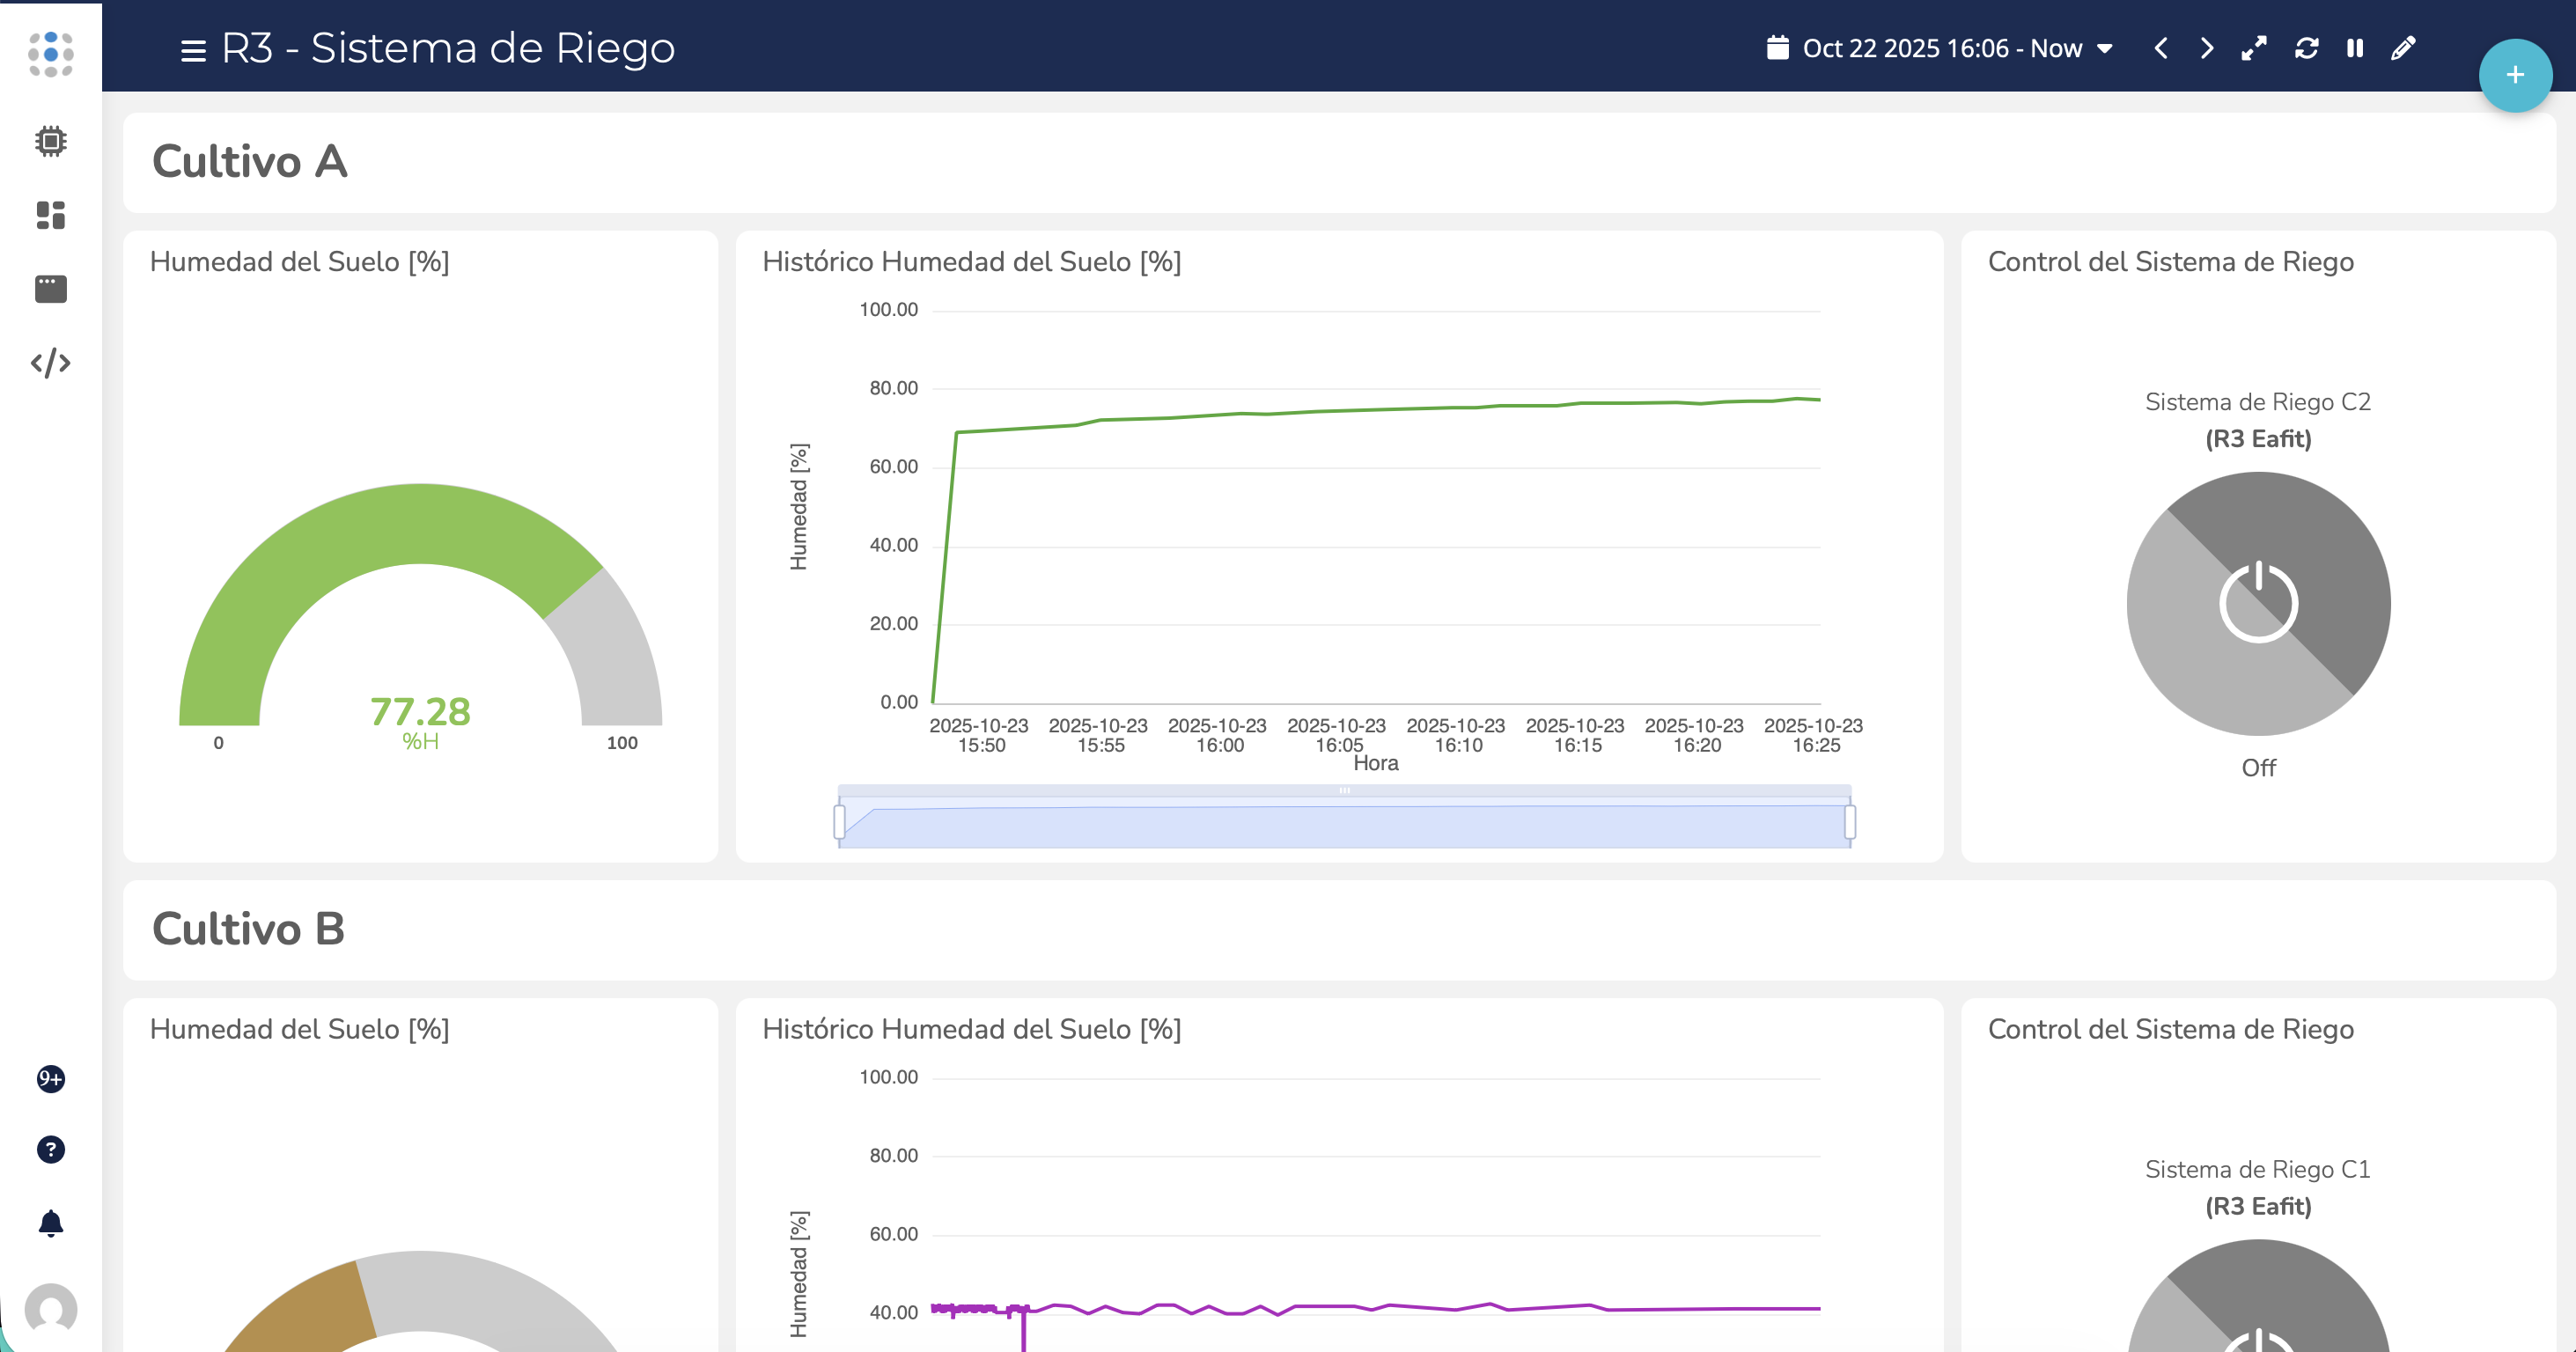 R3 - Sistema de Riego
Oct 22 2025 16:06 - Now
+
Cultivo A
Humedad del Suelo [%]
77.28
%H
0
100
Histórico Humedad del Suelo [%]
100.00
80.00
60.00
40.00
20.00
0.00
Humedad [%]
2025-10-23 2025-10-23 2025-10-23 2025-10-23 2025-10-23 2025-10-23 2025-10-23 2025-10-23
15:50 15:55 16:00 16:05 16:10 16:15 16:20 16:25
Hora
Control del Sistema de Riego
Sistema de Riego C2
(R3 Eafit)
Off
Cultivo B
Humedad del Suelo [%]
Histórico Humedad del Suelo [%]
100.00
80.00
60.00
40.00
Humedad [%]
Control del Sistema de Riego
Sistema de Riego C1
(R3 Eafit)
9+
?